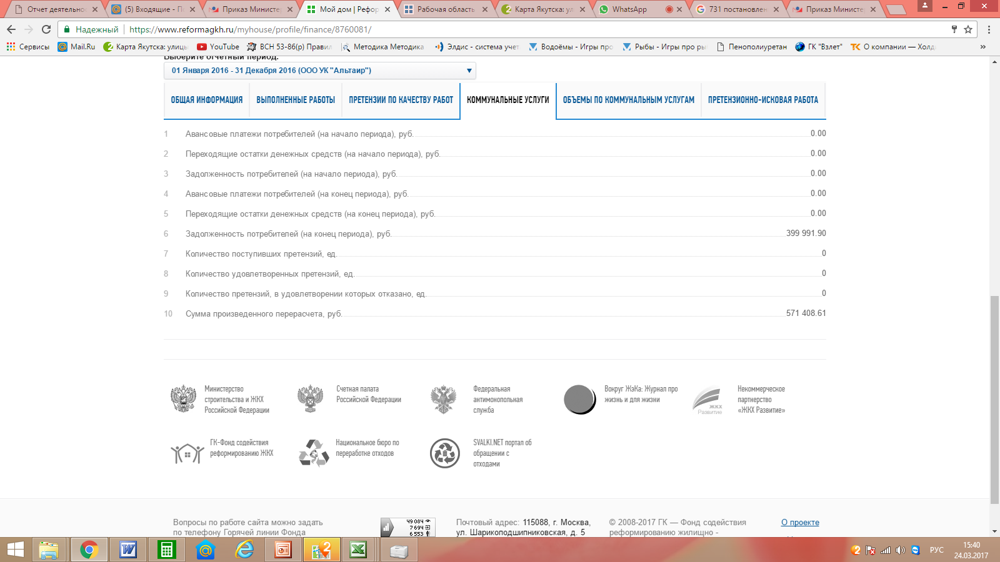 Отчет деятельно
(5) Входящие - П
Приказ Министер
Мой дом | Рефор
Рабочая область
Карта Якутска: ул
WhatsApp
731 постановлен
Приказ Министер
Надежный
https://www.reformagkh.ru/myhouse/profile/finance/8760081/
Сервисы
Mail.Ru
Карта Якутска: улицы
YouTube
ВСН 53-86(р) Правил
Методика Методика
Элдис - система учет
Водоёмы - Игры про
Рыбы - Игры про ры
Пенополиуретан
ГК "Взлет"
О компании — Холд
»
Выберите отчетный период:
01 Января 2016 - 31 Декабря 2016 (ООО УК "Альтаир")
ОБЩАЯ ИНФОРМАЦИЯ
ВЫПОЛНЕННЫЕ РАБОТЫ
ПРЕТЕНЗИИ ПО КАЧЕСТВУ РАБОТ
КОММУНАЛЬНЫЕ УСЛУГИ
ОБЪЕМЫ ПО КОММУНАЛЬНЫМ УСЛУГАМ
ПРЕТЕНЗИОННО-ИСКОВАЯ РАБОТА
1 Авансовые платежи потребителей (на начало периода), руб. 0.00
2 Переходящие остатки денежных средств (на начало периода), руб. 0.00
3 Задолженность потребителей (на начало периода), руб. 0.00
4 Авансовые платежи потребителей (на конец периода), руб. 0.00
5 Переходящие остатки денежных средств (на конец периода), руб. 0.00
6 Задолженность потребителей (на конец периода), руб. 399 991.90
7 Количество поступивших претензий, ед. 0
8 Количество удовлетворенных претензий, ед. 0
9 Количество претензий, в удовлетворении которых отказано, ед. 0
10 Сумма произведенного перерасчета, руб. 571 408.61
Министерство
строительства и ЖКХ
Российской Федерации
Счетная палата
Российской Федерации
Федеральная
антимонопольная
служба
Вокруг ЖэКа: Журнал про
жизнь и для жизни
ЖКХ
Развитие
Некоммерческое
партнерство
«ЖКХ Развитие»
ГК-Фонд содействия
реформированию ЖКХ
Национальное бюро по
переработке отходов
SVALKI.NET портал об
обращении с
отходами
Вопросы по работе сайта можно задать
по телефону Горячей линии Фонда
49 084
7 694
6 553
Почтовый адрес: 115088, г. Москва,
ул. Шарикоподшипниковская, д. 5
© 2008-2017 ГК — Фонд содействия
реформированию жилищно -
О проекте
РУС
15:40
24.03.2017